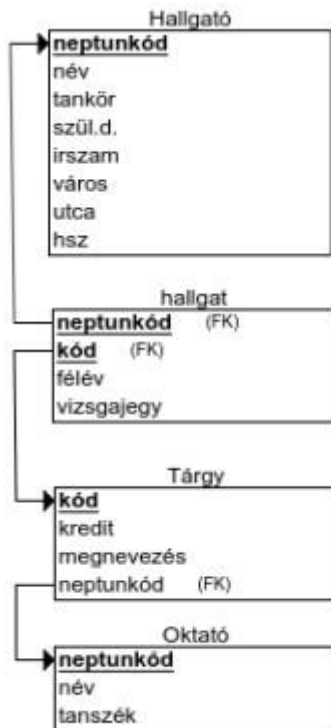 Hallgató
neptunkód
név
tankör
szül.d.
irszam
város
utca
hsz
hallgat
neptunkód (FK)
kód (FK)
félév
vizsgajegy
Tárgy
kód
kredit
megnevezés
neptunkód (FK)
Oktató
neptunkód
név
tanszék